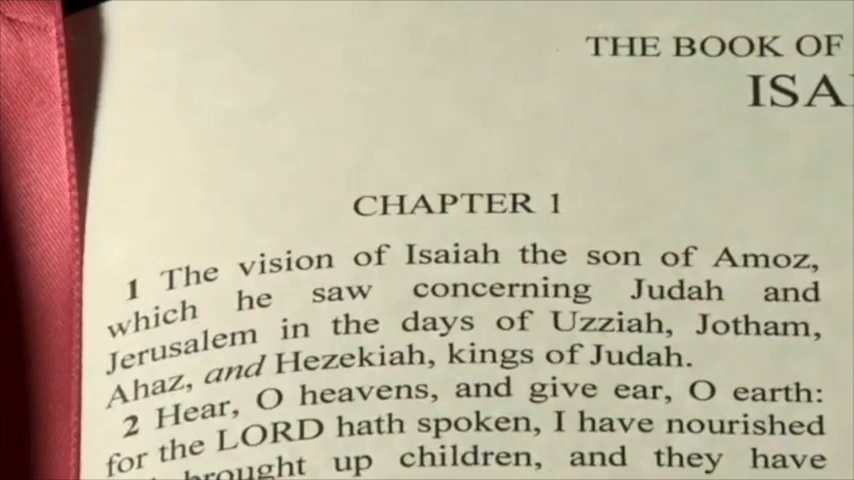 THE BOOK OF
ISA
CHAPTER 1
1 The vision of Isaiah the son of Amoz,
which he saw concerning Judah and
Jerusalem in the days of Uzziah, Jotham,
Ahaz, and Hezekiah, kings of Judah.
2 Hear, O heavens, and give ear, O earth:
for the LORD hath spoken, I have nourished
brought up children, and they have